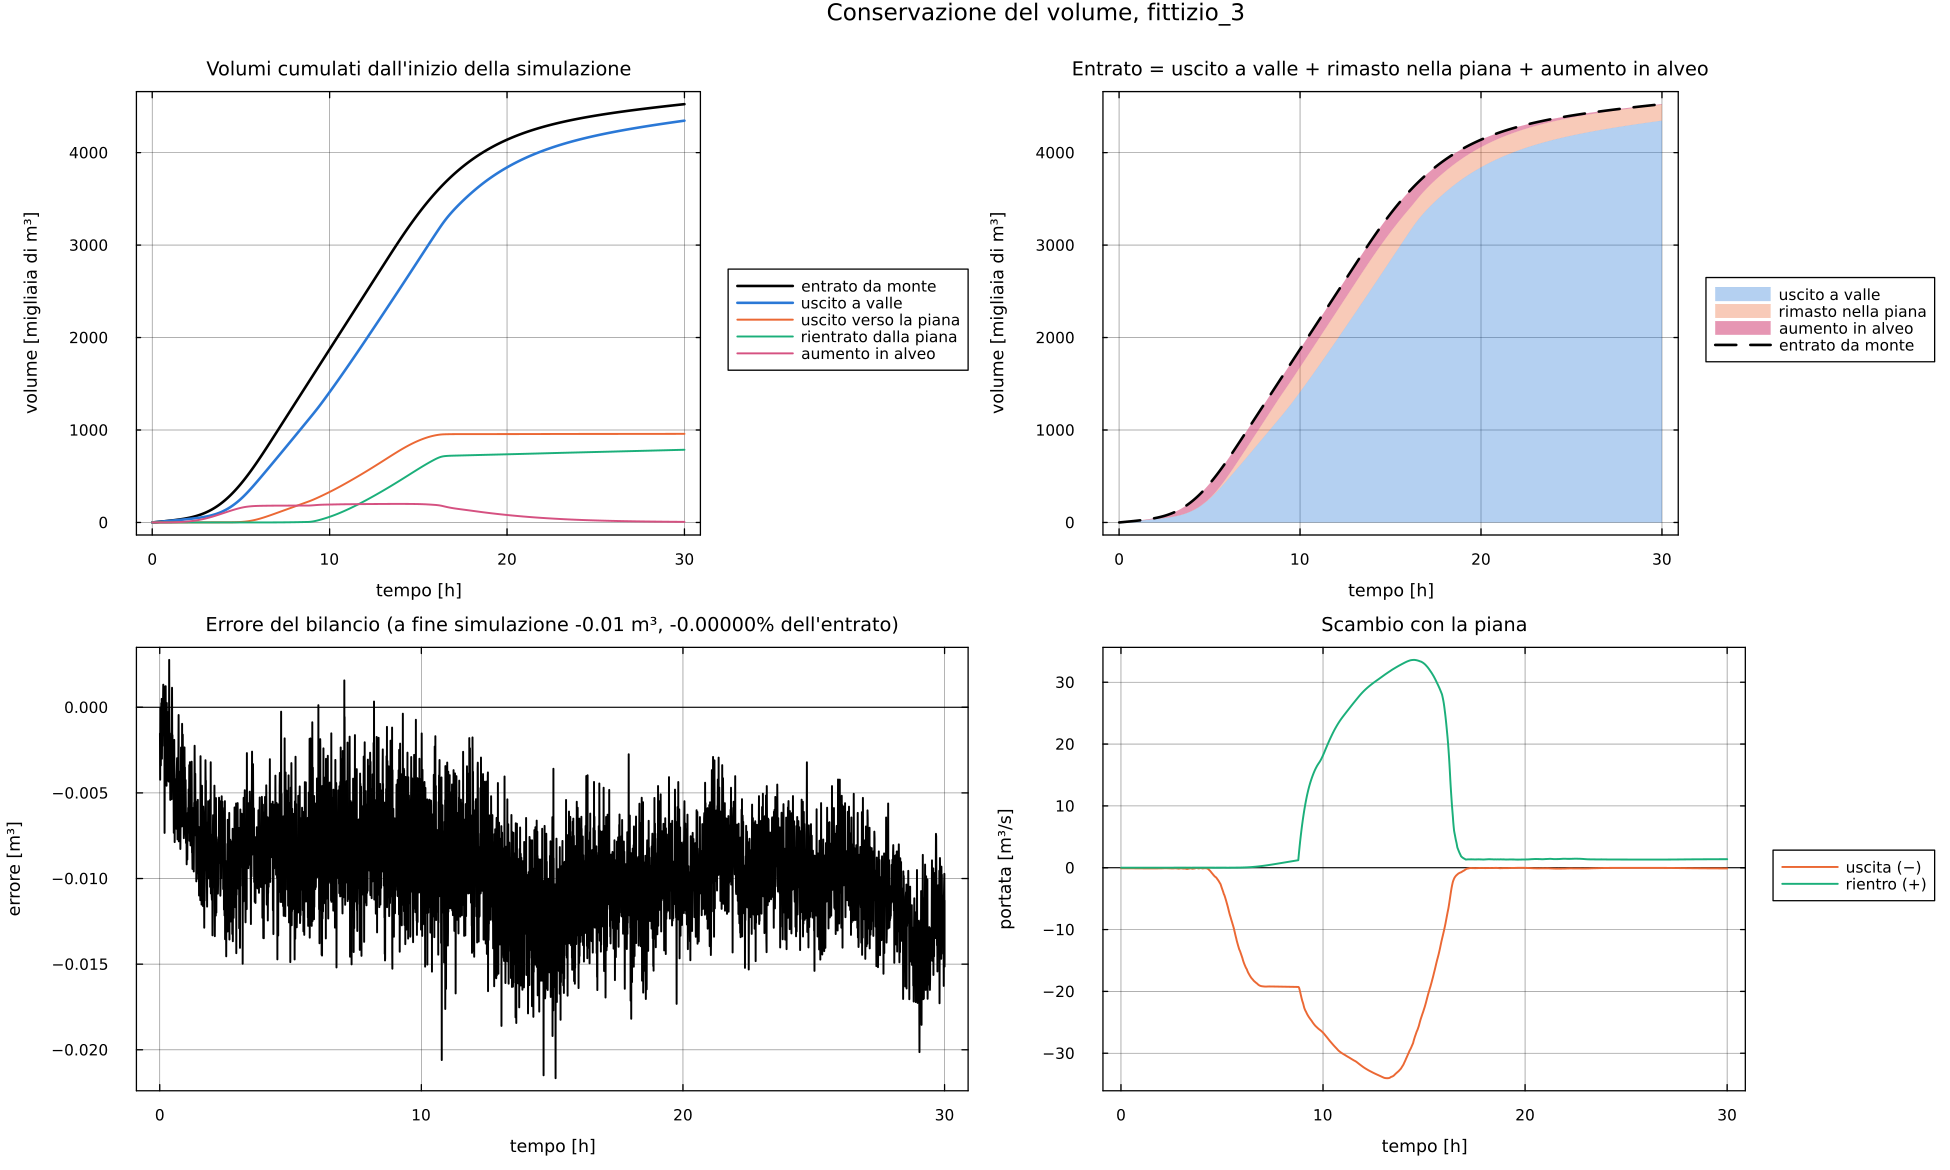 Conservazione del volume, fittizio_3
Volumi cumulati dall'inizio della simulazione
volume [migliaia di m³]
4000
3000
2000
1000
0
0
10
20
30
tempo [h]
entrato da monte
uscito a valle
uscito verso la piana
rientrato dalla piana
aumento in alveo
Entrato = uscito a valle + rimasto nella piana + aumento in alveo
volume [migliaia di m³]
4000
3000
2000
1000
0
0
10
20
30
tempo [h]
uscito a valle
rimasto nella piana
aumento in alveo
entrato da monte
Errore del bilancio (a fine simulazione -0.01 m³, -0.00000% dell'entrato)
errore [m³]
0.000
−0.005
−0.010
−0.015
−0.020
0
10
20
30
tempo [h]
Scambio con la piana
portata [m³/s]
30
20
10
0
−10
−20
−30
0
10
20
30
tempo [h]
uscita (−)
rientro (+)